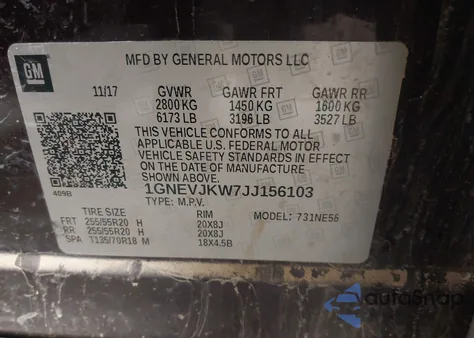 GM
MFD BY GENERAL MOTORS LLC
11/17 GVWR GAWR FRT GAWR RR
2800 KG 1450 KG 1600 KG
6173 LB 3196 LB 3527 LB
THIS VEHICLE CONFORMS TO ALL
APPLICABLE U.S. FEDERAL MOTOR
VEHICLE SAFETY STANDARDS IN EFFECT
ON THE DATE OF MANUFACTURE
SHOWN ABOVE.
1GNEVJKW7JJ156103
409B TYPE: M.P.V.
TIRE SIZE RIM MODEL: 731NE56
FRT 255/55R20 H 20X8J
RR 255/55R20 H 20X8J
SPA T135/70R18 M 18X4.5B
GM
autoSnap